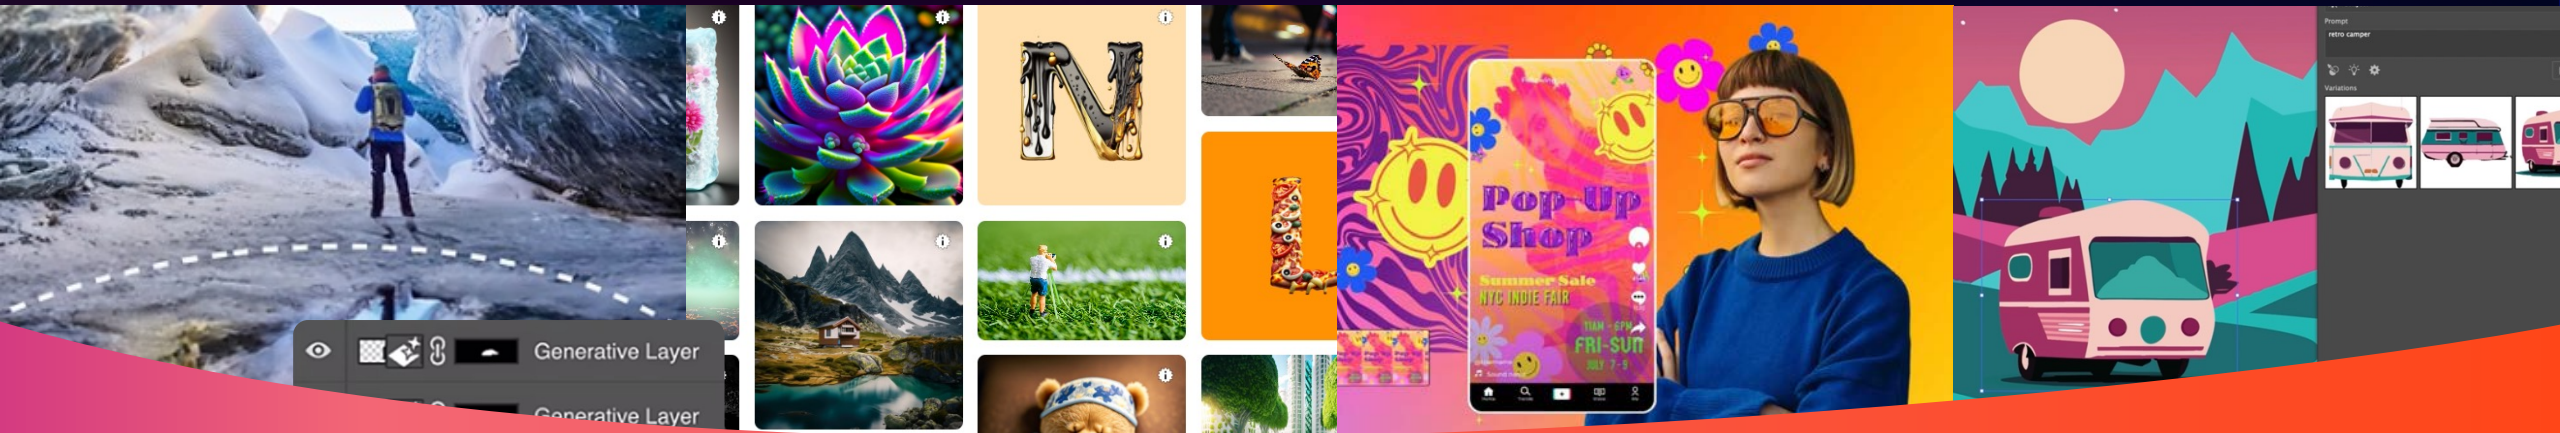 Generative Layer
Generative Layer
N
L
Pop-Up
Shop
Summer Sale
NYC INDIE FAIR
11AM - 6PM
FRI-SUN
JULY 7-9
Home
Prompt
retro camper
Variations